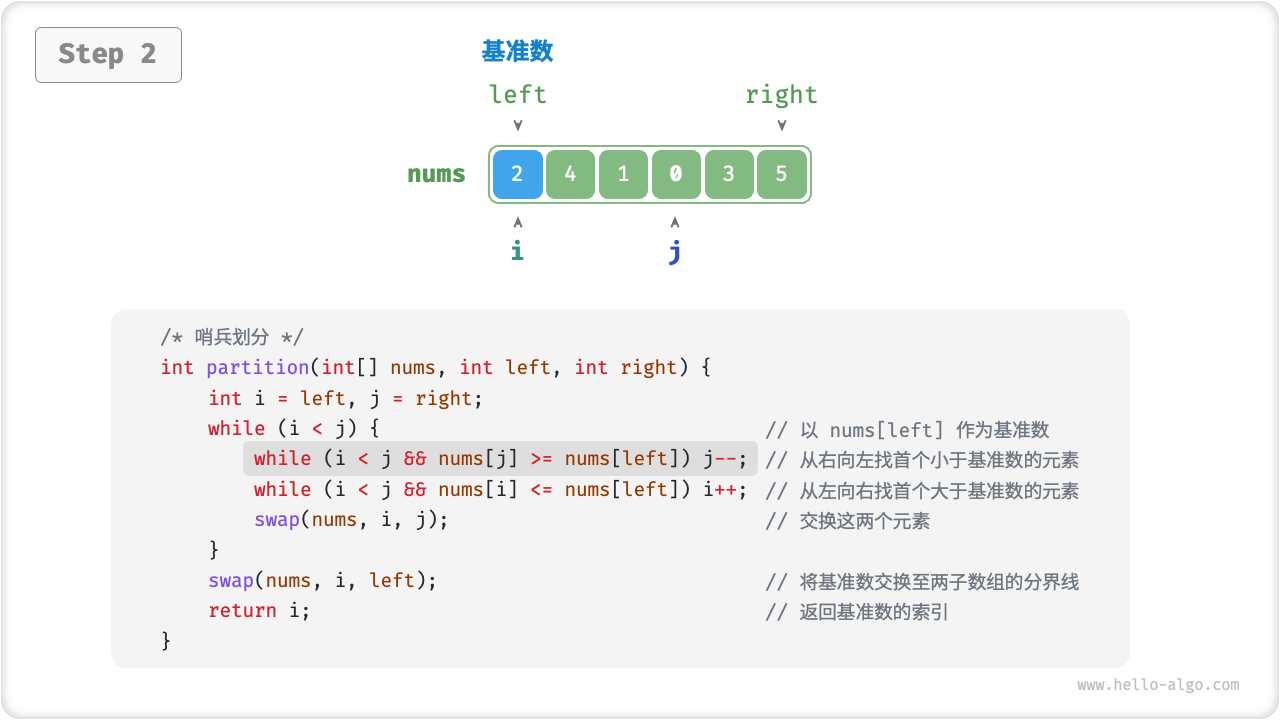 Step 2
基准数
left right
nums 2 4 1 0 3 5
i j
/* 哨兵划分 */
int partition(int[] nums, int left, int right) {
    int i = left, j = right;
    while (i < j) { // 以 nums[left] 作为基准数
        while (i < j && nums[j] >= nums[left]) j--; // 从右向左找首个小于基准数的元素
        while (i < j && nums[i] <= nums[left]) i++; // 从左向右找首个大于基准数的元素
        swap(nums, i, j); // 交换这两个元素
    }
    swap(nums, i, left); // 将基准数交换至两子数组的分界线
    return i; // 返回基准数的索引
}
www.hello-algo.com